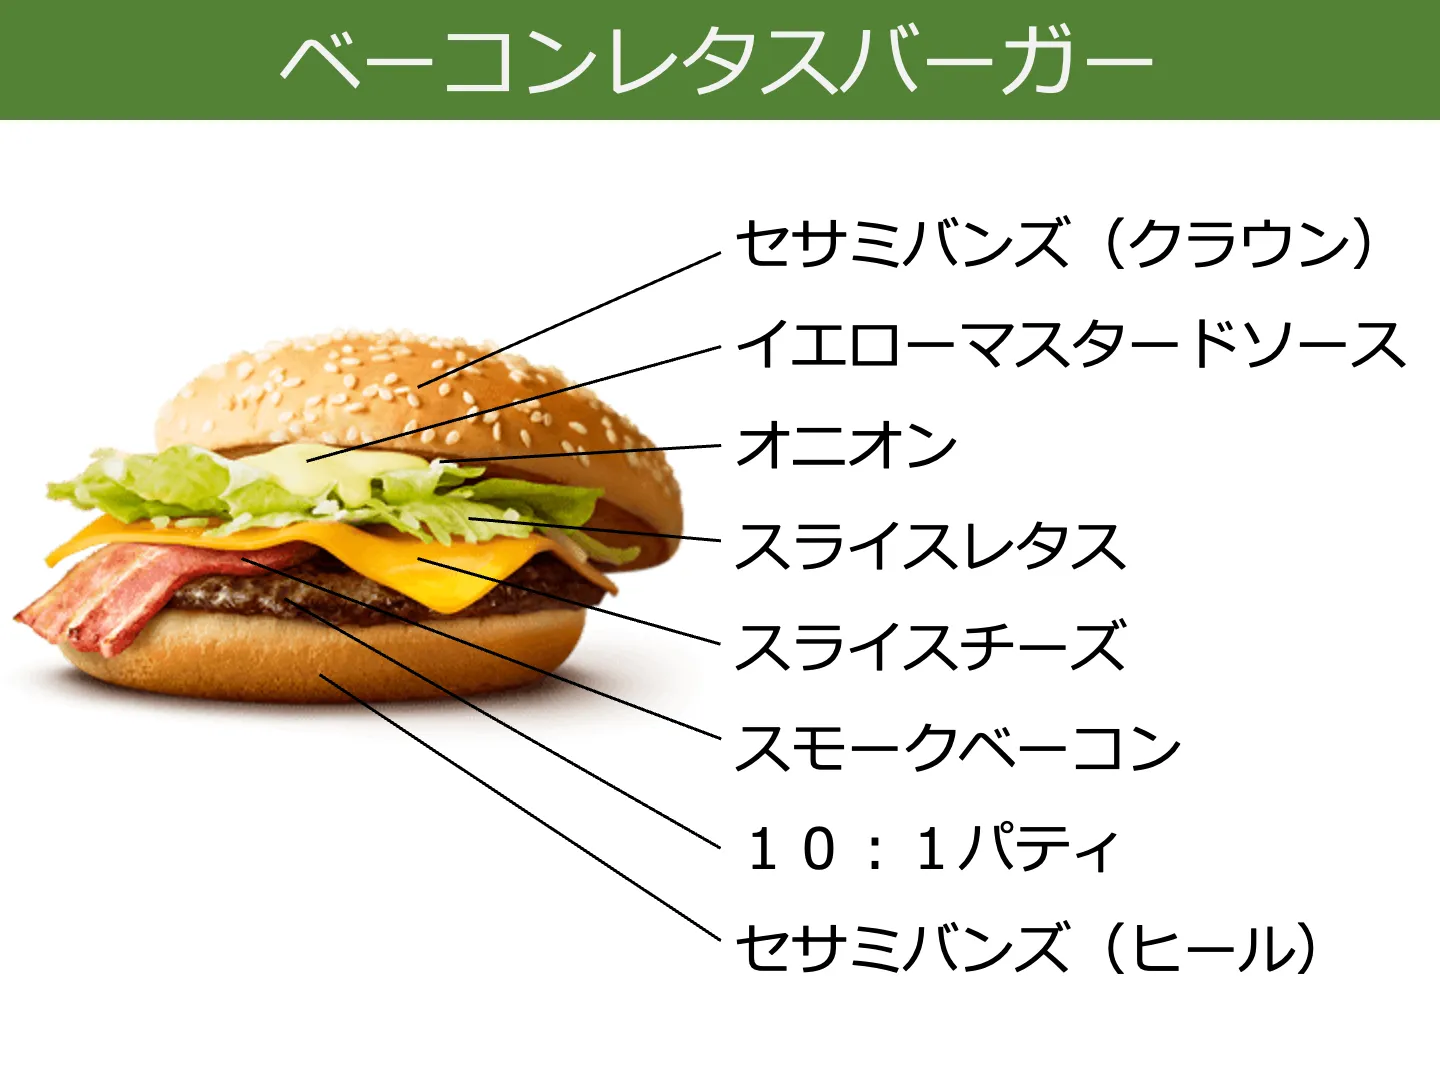 ベーコンレタスバーガー
セサミバンズ（クラウン）
イエローマスタードソース
オニオン
スライスレタス
スライスチーズ
スモークベーコン
１０：１パティ
セサミバンズ（ヒール）